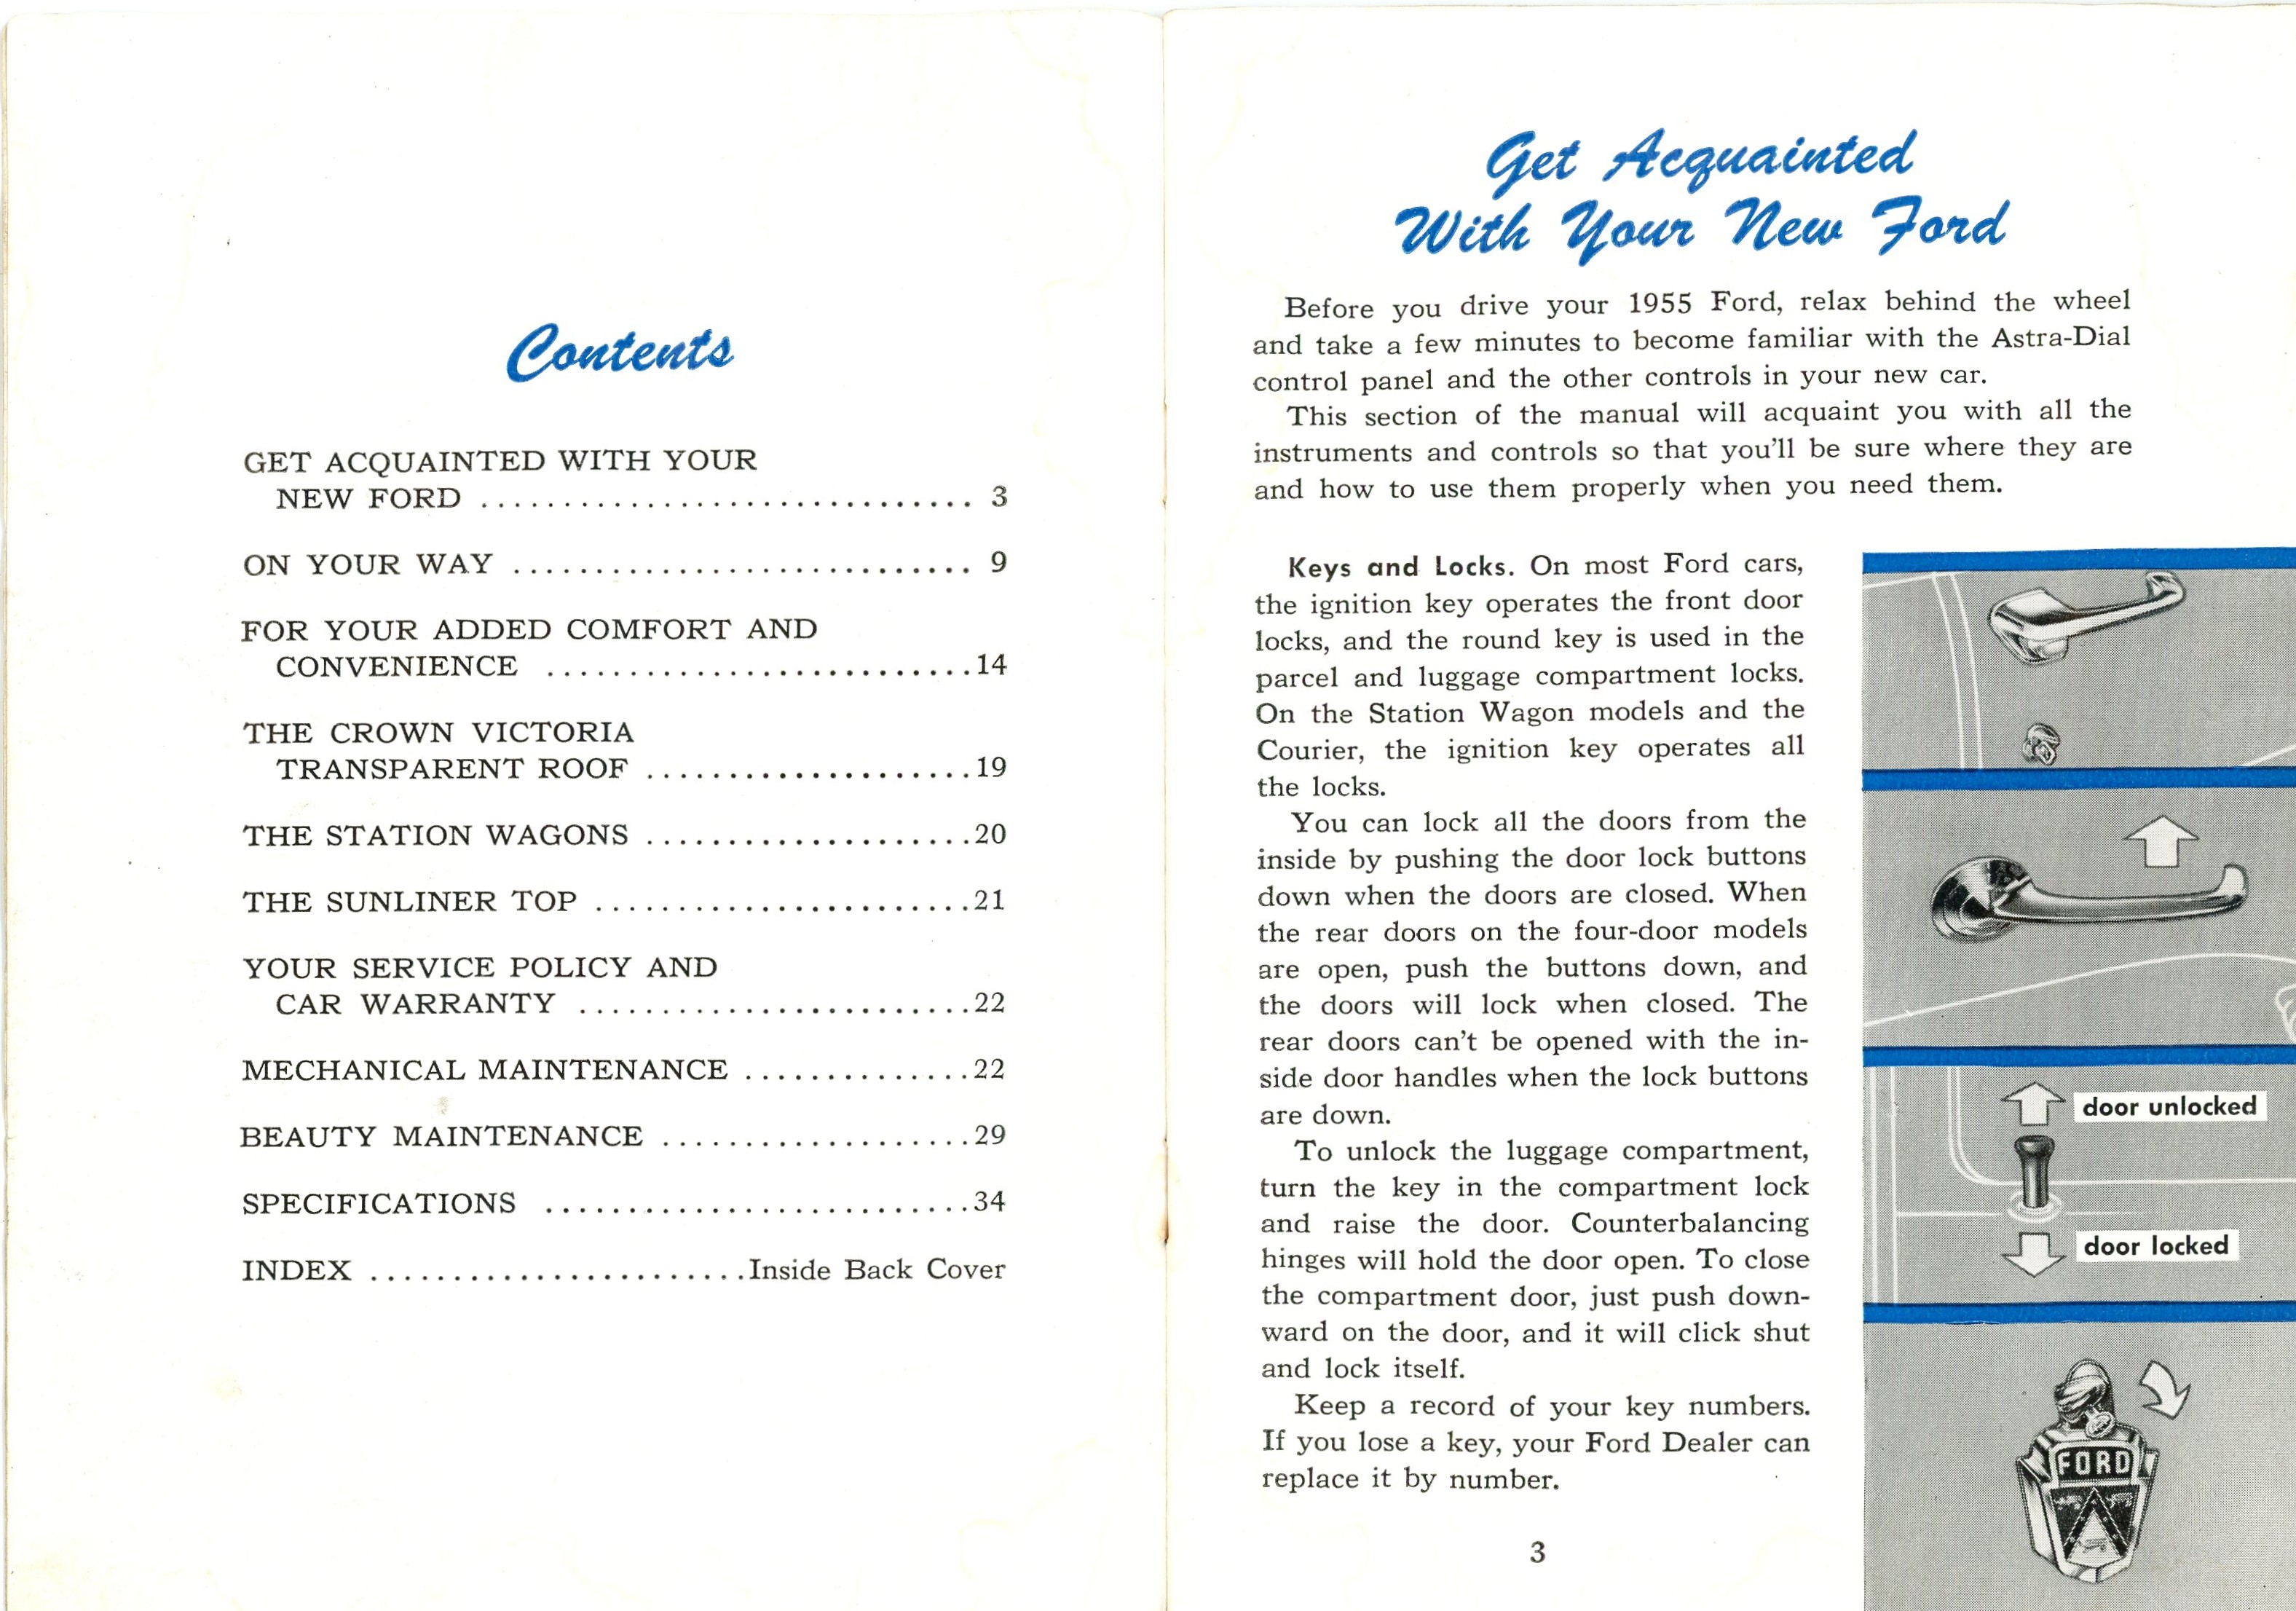 Contents
GET ACQUAINTED WITH YOUR
NEW FORD .............................. 3
ON YOUR WAY ............................ 9
FOR YOUR ADDED COMFORT AND
CONVENIENCE ..........................14
THE CROWN VICTORIA
TRANSPARENT ROOF ....................19
THE STATION WAGONS ....................20
THE SUNLINER TOP .......................21
YOUR SERVICE POLICY AND
CAR WARRANTY ........................22
MECHANICAL MAINTENANCE ..............22
BEAUTY MAINTENANCE ...................29
SPECIFICATIONS ..........................34
INDEX .......................Inside Back Cover
Get Acquainted
With Your New Ford
Before you drive your 1955 Ford, relax behind the wheel
and take a few minutes to become familiar with the Astra-Dial
control panel and the other controls in your new car.
This section of the manual will acquaint you with all the
instruments and controls so that you'll be sure where they are
and how to use them properly when you need them.
Keys and Locks. On most Ford cars,
the ignition key operates the front door
locks, and the round key is used in the
parcel and luggage compartment locks.
On the Station Wagon models and the
Courier, the ignition key operates all
the locks.
You can lock all the doors from the
inside by pushing the door lock buttons
down when the doors are closed. When
the rear doors on the four-door models
are open, push the buttons down, and
the doors will lock when closed. The
rear doors can't be opened with the in-
side door handles when the lock buttons
are down.
To unlock the luggage compartment,
turn the key in the compartment lock
and raise the door. Counterbalancing
hinges will hold the door open. To close
the compartment door, just push down-
ward on the door, and it will click shut
and lock itself.
Keep a record of your key numbers.
If you lose a key, your Ford Dealer can
replace it by number.
door unlocked
door locked
FORD
3